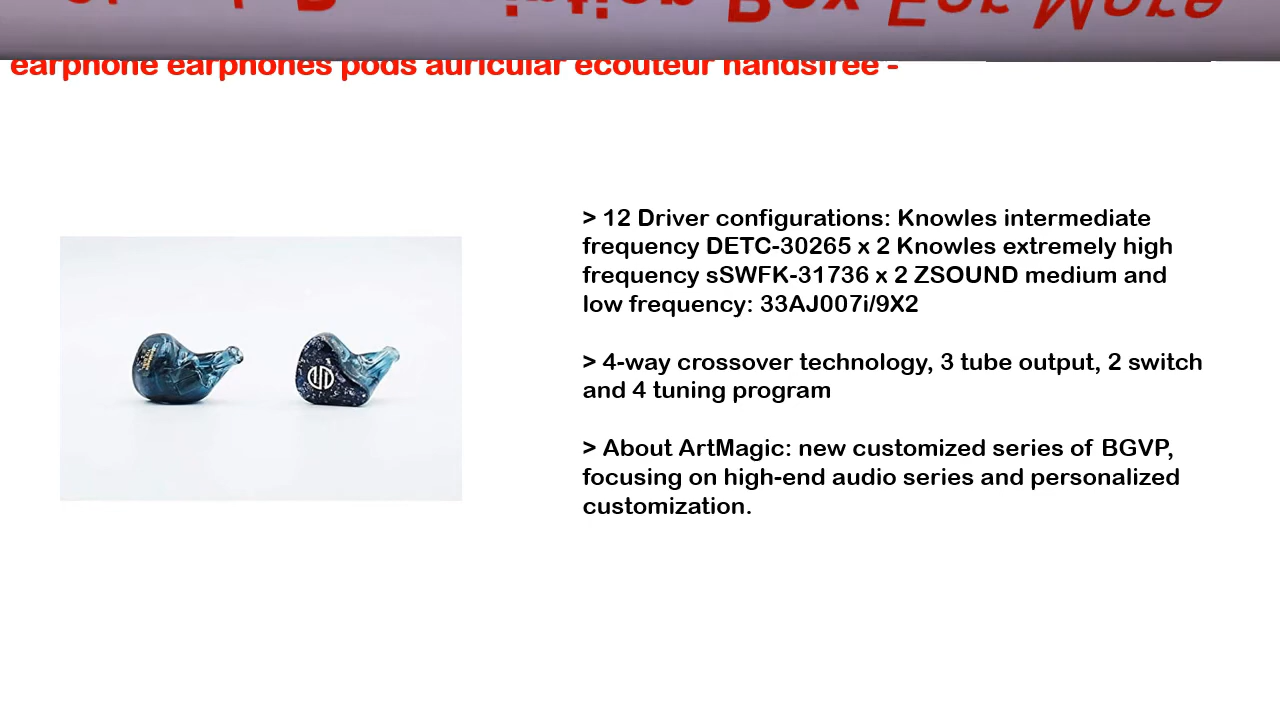 earphone earphones pods auricular écouteur handsfree -
> 12 Driver configurations: Knowles intermediate
frequency DETC-30265 x 2 Knowles extremely high
frequency sSWFK-31736 x 2 ZSOUND medium and
low frequency: 33AJ007i/9X2
> 4-way crossover technology, 3 tube output, 2 switch
and 4 tuning program
> About ArtMagic: new customized series of BGVP,
focusing on high-end audio series and personalized
customization.